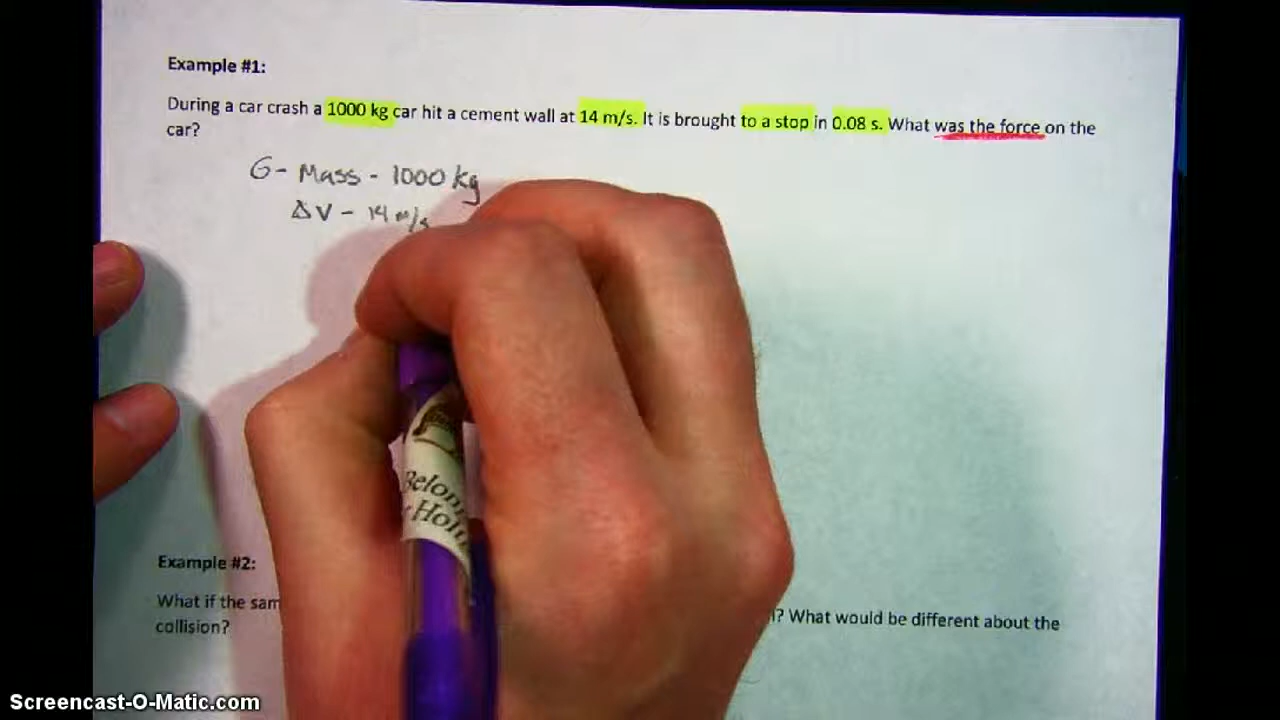 Example #1:
During a car crash a 1000 kg car hit a cement wall at 14 m/s. It is brought to a stop in 0.08 s. What was the force on the
car?
G- Mass - 1000 kg
ΔV - 14 m/s
Example #2:
What if the
? What would be different about the
collision?
Screencast-O-Matic.com